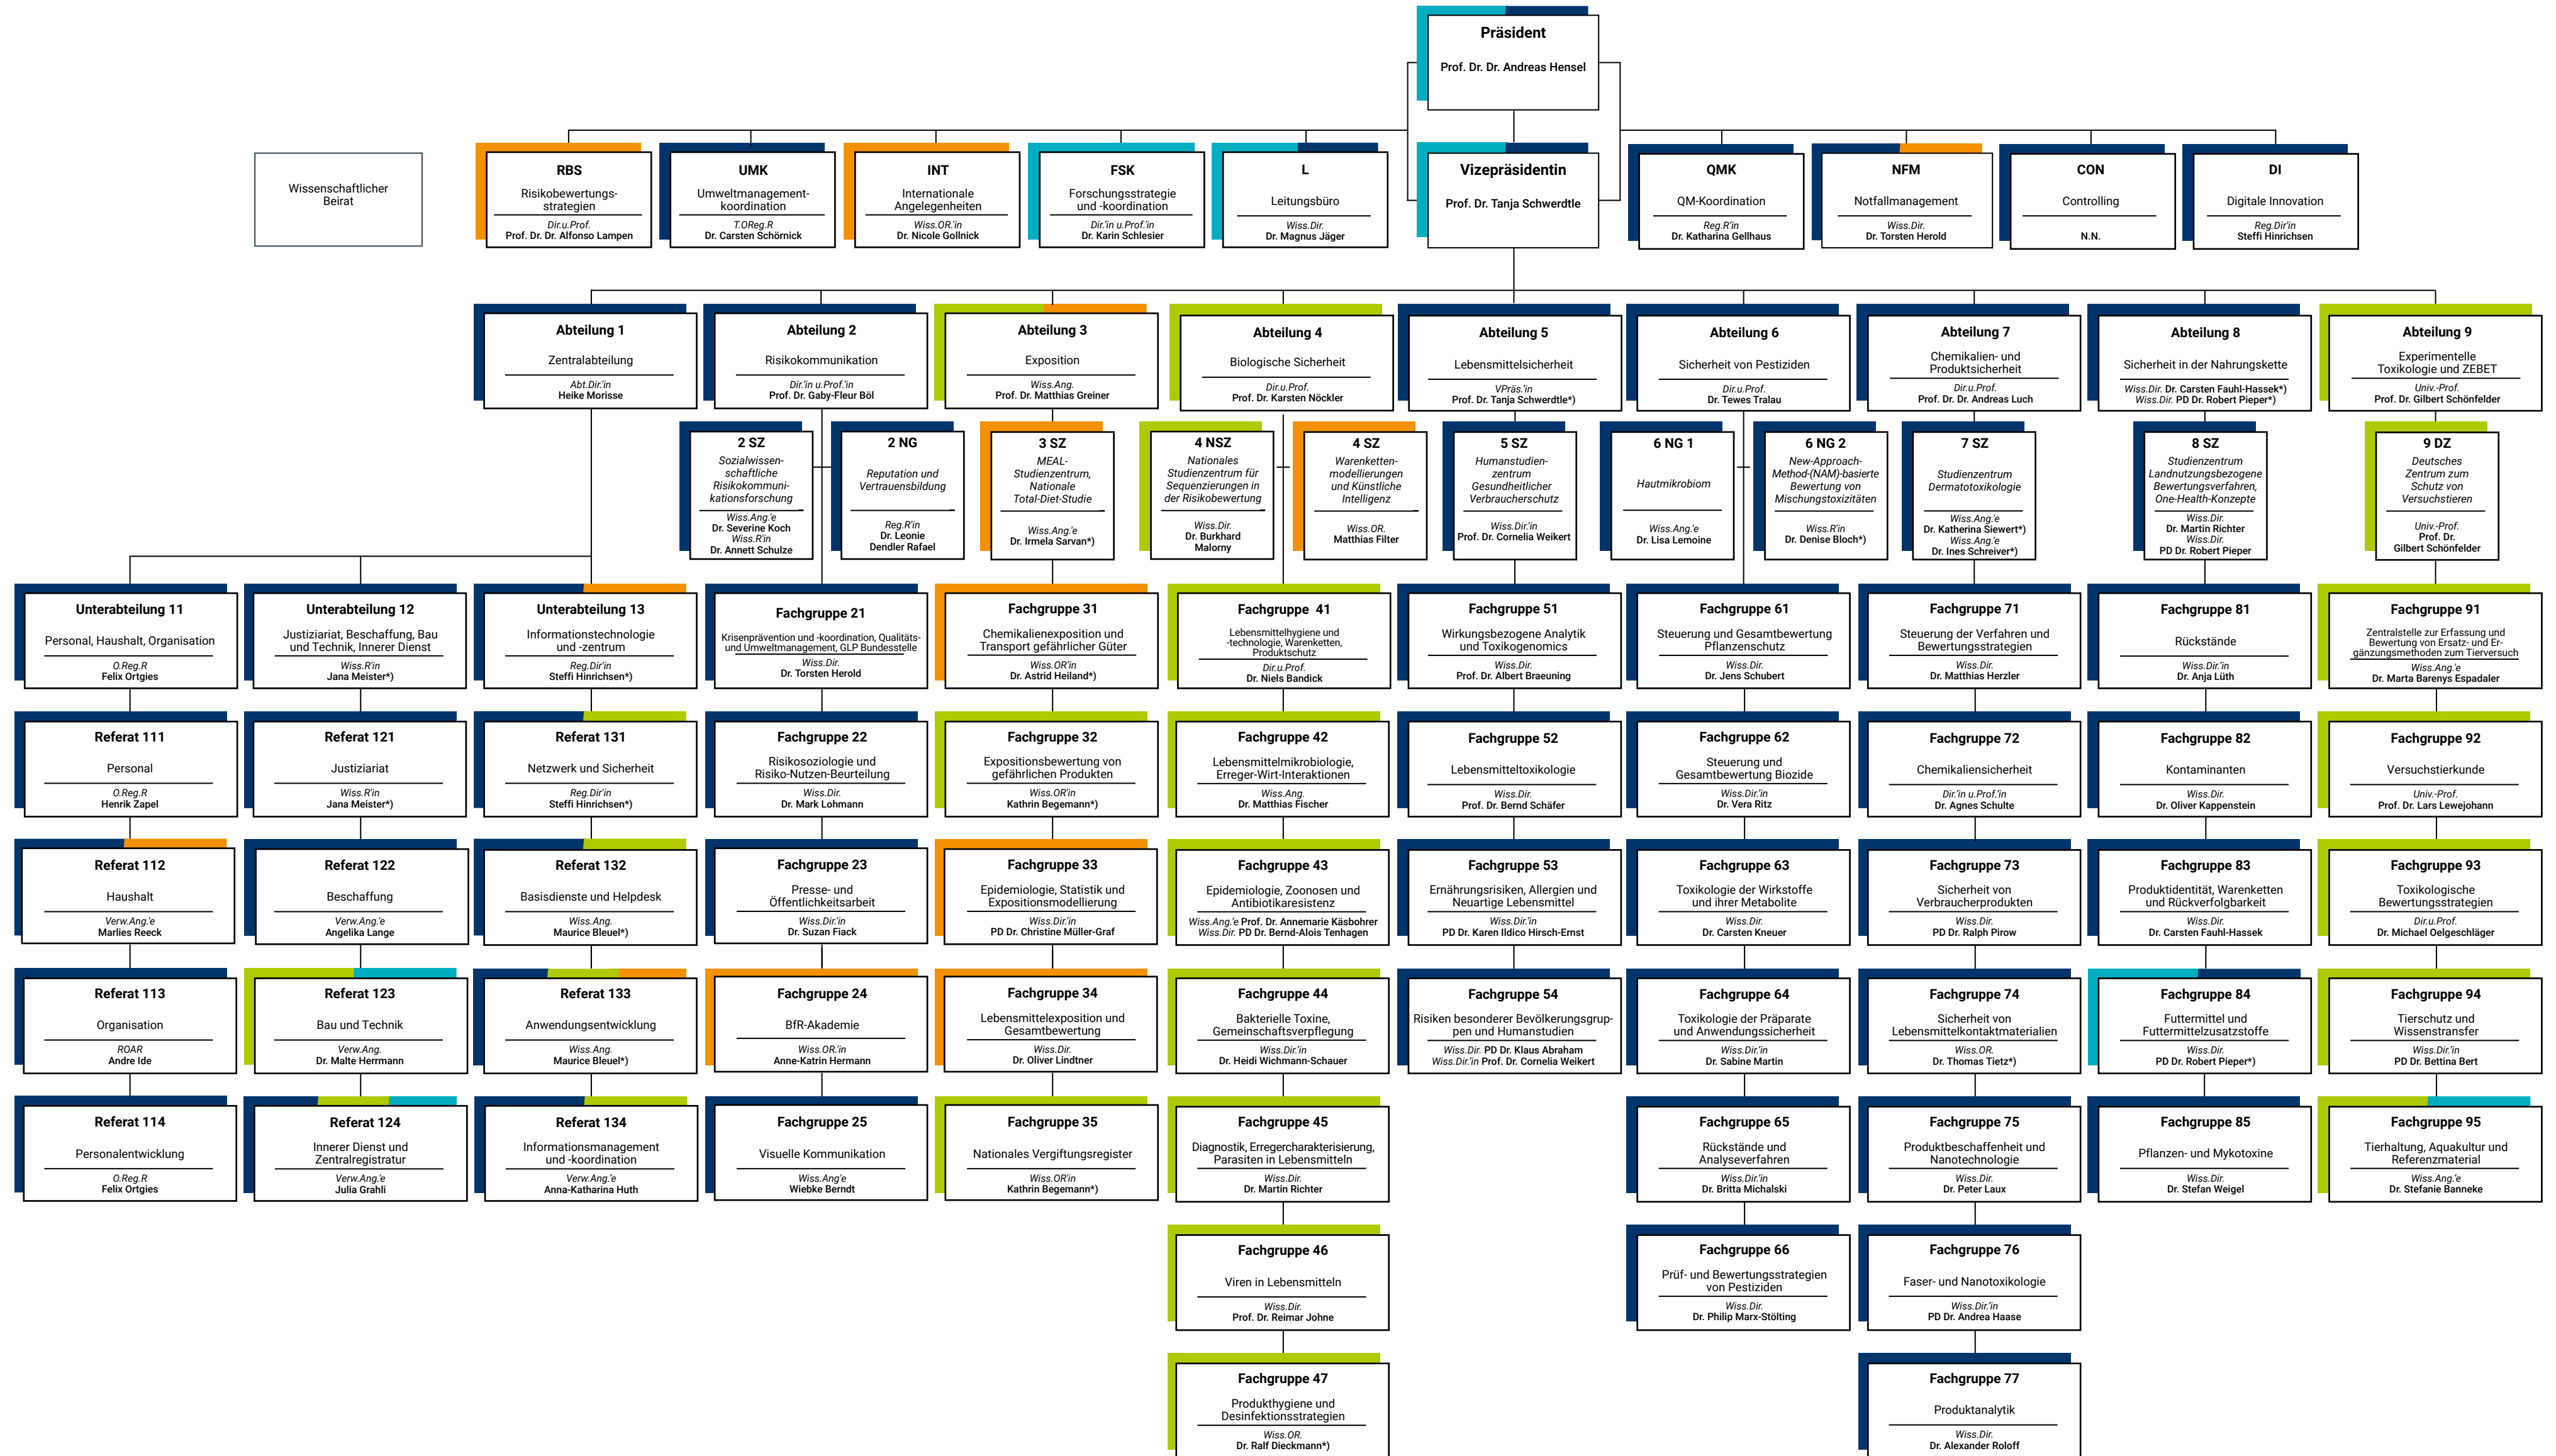 Präsident
Prof. Dr. Dr. Andreas Hensel
Wissenschaftlicher
Beirat
RBS
Risikobewertungs-
strategien
Dir.u.Prof.
Prof. Dr. Dr. Alfonso Lampen
UMK
Umweltmanagement-
koordination
T.OReg.R
Dr. Carsten Schörnick
INT
Internationale
Angelegenheiten
Wiss.OR.'in
Dr. Nicole Gollnick
FSK
Forschungsstrategie
und -koordination
Dir.'in u.Prof.'in
Dr. Karin Schlesier
L
Leitungsbüro
Wiss.Dir.
Dr. Magnus Jäger
Vizepräsidentin
Prof. Dr. Tanja Schwerdtle
QMK
QM-Koordination
Reg.R'in
Dr. Katharina Gellhaus
NFM
Notfallmanagement
Wiss.Dir.
Dr. Torsten Herold
CON
Controlling
N.N.
DI
Digitale Innovation
Reg.Dir'in
Steffi Hinrichsen
Abteilung 1
Zentralabteilung
Abt.Dir.'in
Heike Morisse
Abteilung 2
Risikokommunikation
Dir.'in u.Prof.'in
Prof. Dr. Gaby-Fleur Böl
Abteilung 3
Exposition
Wiss.Ang.
Prof. Dr. Matthias Greiner
Abteilung 4
Biologische Sicherheit
Dir.u.Prof.
Prof. Dr. Karsten Nöckler
Abteilung 5
Lebensmittelsicherheit
VPräs.'in
Prof. Dr. Tanja Schwerdtle*)
Abteilung 6
Sicherheit von Pestiziden
Dir.u.Prof.
Dr. Tewes Tralau
Abteilung 7
Chemikalien- und
Produktsicherheit
Dir.u.Prof.
Prof. Dr. Dr. Andreas Luch
Abteilung 8
Sicherheit in der Nahrungskette
Wiss.Dir. Dr. Carsten Fauhl-Hassek*)
Wiss.Dir. PD Dr. Robert Pieper*)
Abteilung 9
Experimentelle
Toxikologie und ZEBET
Univ.-Prof.
Prof. Dr. Gilbert Schönfelder
2 SZ
Sozialwissen-
schaftliche
Risikokommuni-
kationsforschung
Wiss.Ang.'e
Dr. Severine Koch
Wiss.R'in
Dr. Annett Schulze
2 NG
Reputation und
Vertrauensbildung
Reg.R'in
Dr. Leonie
Dendler Rafael
3 SZ
MEAL-
Studienzentrum,
Nationale
Total-Diet-Studie
Wiss.Ang.'e
Dr. Irmela Sarvan*)
4 NSZ
Nationales
Studienzentrum für
Sequenzierungen in
der Risikobewertung
Wiss.Dir.
Dr. Burkhard
Malorny
4 SZ
Warenketten-
modellierungen
und Künstliche
Intelligenz
Wiss.OR.
Matthias Filter
5 SZ
Humanstudien-
zentrum
Gesundheitlicher
Verbraucherschutz
Wiss.Dir.'in
Prof. Dr. Cornelia Weikert
6 NG 1
Hautmikrobiom
Wiss.Ang.'e
Dr. Lisa Lemoine
6 NG 2
New-Approach-
Method-(NAM)-basierte
Bewertung von
Mischungstoxizitäten
Wiss.R'in
Dr. Denise Bloch*)
7 SZ
Studienzentrum
Dermatotoxikologie
Wiss.Ang.'e
Dr. Katherina Siewert*)
Wiss.Ang.'e
Dr. Ines Schreiver*)
8 SZ
Studienzentrum
Landnutzungsbezogene
Bewertungsverfahren,
One-Health-Konzepte
Wiss.Dir.
Dr. Martin Richter
Wiss.Dir.
PD Dr. Robert Pieper
9 DZ
Deutsches
Zentrum zum
Schutz von
Versuchstieren
Univ.-Prof.
Prof. Dr.
Gilbert Schönfelder
Unterabteilung 11
Personal, Haushalt, Organisation
O.Reg.R
Felix Ortgies
Unterabteilung 12
Justiziariat, Beschaffung, Bau
und Technik, Innerer Dienst
Wiss.R'in
Jana Meister*)
Unterabteilung 13
Informationstechnologie
und -zentrum
Reg.Dir'in
Steffi Hinrichsen*)
Fachgruppe 21
Krisenprävention und -koordination, Qualitäts-
und Umweltmanagement, GLP Bundesstelle
Wiss.Dir.
Dr. Torsten Herold
Fachgruppe 31
Chemikalienexposition und
Transport gefährlicher Güter
Wiss.OR'in
Dr. Astrid Heiland*)
Fachgruppe 41
Lebensmittelhygiene und
-technologie, Warenketten,
Produktschutz
Dir.u.Prof.
Dr. Niels Bandick
Fachgruppe 51
Wirkungsbezogene Analytik
und Toxikogenomics
Wiss.Dir.
Prof. Dr. Albert Braeuning
Fachgruppe 61
Steuerung und Gesamtbewertung
Pflanzenschutz
Wiss.Dir.
Dr. Jens Schubert
Fachgruppe 71
Steuerung der Verfahren und
Bewertungsstrategien
Wiss.Dir.
Dr. Matthias Herzler
Fachgruppe 81
Rückstände
Wiss.Dir.'in
Dr. Anja Lüth
Fachgruppe 91
Zentralstelle zur Erfassung und
Bewertung von Ersatz- und Er-
gänzungsmethoden zum Tierversuch
Wiss.Ang.'e
Dr. Marta Barenys Espadaler
Referat 111
Personal
O.Reg.R
Henrik Zapel
Referat 121
Justiziariat
Wiss.R'in
Jana Meister*)
Referat 131
Netzwerk und Sicherheit
Reg.Dir'in
Steffi Hinrichsen*)
Fachgruppe 22
Risikosoziologie und
Risiko-Nutzen-Beurteilung
Wiss.Dir.
Dr. Mark Lohmann
Fachgruppe 32
Expositionsbewertung von
gefährlichen Produkten
Wiss.OR'in
Kathrin Begemann*)
Fachgruppe 42
Lebensmittelmikrobiologie,
Erreger-Wirt-Interaktionen
Wiss.Ang.
Dr. Matthias Fischer
Fachgruppe 52
Lebensmitteltoxikologie
Wiss.Dir.
Prof. Dr. Bernd Schäfer
Fachgruppe 62
Steuerung und
Gesamtbewertung Biozide
Wiss.Dir.'in
Dr. Vera Ritz
Fachgruppe 72
Chemikaliensicherheit
Dir.'in u.Prof.'in
Dr. Agnes Schulte
Fachgruppe 82
Kontaminanten
Wiss.Dir.
Dr. Oliver Kappenstein
Fachgruppe 92
Versuchstierkunde
Univ.-Prof.
Prof. Dr. Lars Lewejohann
Referat 112
Haushalt
Verw.Ang.'e
Marlies Reeck
Referat 122
Beschaffung
Verw.Ang.'e
Angelika Lange
Referat 132
Basisdienste und Helpdesk
Wiss.Ang.
Maurice Bleuel*)
Fachgruppe 23
Presse- und
Öffentlichkeitsarbeit
Wiss.Dir.'in
Dr. Suzan Fiack
Fachgruppe 33
Epidemiologie, Statistik und
Expositionsmodellierung
Wiss.Dir.'in
PD Dr. Christine Müller-Graf
Fachgruppe 43
Epidemiologie, Zoonosen und
Antibiotikaresistenz
Wiss.Ang.'e Prof. Dr. Annemarie Käsbohrer
Wiss.Dir. PD Dr. Bernd-Alois Tenhagen
Fachgruppe 53
Ernährungsrisiken, Allergien und
Neuartige Lebensmittel
Wiss.Dir.'in
PD Dr. Karen Ildico Hirsch-Ernst
Fachgruppe 63
Toxikologie der Wirkstoffe
und ihrer Metabolite
Wiss.Dir.
Dr. Carsten Kneuer
Fachgruppe 73
Sicherheit von
Verbraucherprodukten
Wiss.Dir.
PD Dr. Ralph Pirow
Fachgruppe 83
Produktidentität, Warenketten
und Rückverfolgbarkeit
Wiss.Dir.
Dr. Carsten Fauhl-Hassek
Fachgruppe 93
Toxikologische
Bewertungsstrategien
Dir.u.Prof.
Dr. Michael Oelgeschläger
Referat 113
Organisation
ROAR
Andre Ide
Referat 123
Bau und Technik
Verw.Ang.
Dr. Malte Herrmann
Referat 133
Anwendungsentwicklung
Wiss.Ang.
Maurice Bleuel*)
Fachgruppe 24
BfR-Akademie
Wiss.OR.'in
Anne-Katrin Hermann
Fachgruppe 34
Lebensmittelexposition und
Gesamtbewertung
Wiss.Dir.
Dr. Oliver Lindtner
Fachgruppe 44
Bakterielle Toxine,
Gemeinschaftsverpflegung
Wiss.Dir.'in
Dr. Heidi Wichmann-Schauer
Fachgruppe 54
Risiken besonderer Bevölkerungsgrup-
pen und Humanstudien
Wiss.Dir. PD Dr. Klaus Abraham
Wiss.Dir.'in Prof. Dr. Cornelia Weikert
Fachgruppe 64
Toxikologie der Präparate
und Anwendungssicherheit
Wiss.Dir.'in
Dr. Sabine Martin
Fachgruppe 74
Sicherheit von
Lebensmittelkontaktmaterialien
Wiss.OR.
Dr. Thomas Tietz*)
Fachgruppe 84
Futtermittel und
Futtermittelzusatzstoffe
Wiss.Dir.
PD Dr. Robert Pieper*)
Fachgruppe 94
Tierschutz und
Wissenstransfer
Wiss.Dir.'in
PD Dr. Bettina Bert
Referat 114
Personalentwicklung
O.Reg.R
Felix Ortgies
Referat 124
Innerer Dienst und
Zentralregistratur
Verw.Ang.'e
Julia Grahli
Referat 134
Informationsmanagement
und -koordination
Verw.Ang.'e
Anna-Katharina Huth
Fachgruppe 25
Visuelle Kommunikation
Wiss.Ang'e
Wiebke Berndt
Fachgruppe 35
Nationales Vergiftungsregister
Wiss.OR'in
Kathrin Begemann*)
Fachgruppe 45
Diagnostik, Erregercharakterisierung,
Parasiten in Lebensmitteln
Wiss.Dir.
Dr. Martin Richter
Fachgruppe 65
Rückstände und
Analyseverfahren
Wiss.Dir.'in
Dr. Britta Michalski
Fachgruppe 75
Produktbeschaffenheit und
Nanotechnologie
Wiss.Dir.
Dr. Peter Laux
Fachgruppe 85
Pflanzen- und Mykotoxine
Wiss.Dir.
Dr. Stefan Weigel
Fachgruppe 95
Tierhaltung, Aquakultur und
Referenzmaterial
Wiss.Ang.'e
Dr. Stefanie Banneke
Fachgruppe 46
Viren in Lebensmitteln
Wiss.Dir.
Prof. Dr. Reimar Johne
Fachgruppe 66
Prüf- und Bewertungsstrategien
von Pestiziden
Wiss.Dir.
Dr. Philip Marx-Stölting
Fachgruppe 76
Faser- und Nanotoxikologie
Wiss.Dir.'in
PD Dr. Andrea Haase
Fachgruppe 47
Produkthygiene und
Desinfektionsstrategien
Wiss.OR.
Dr. Ralf Dieckmann*)
Fachgruppe 77
Produktanalytik
Wiss.Dir.
Dr. Alexander Roloff